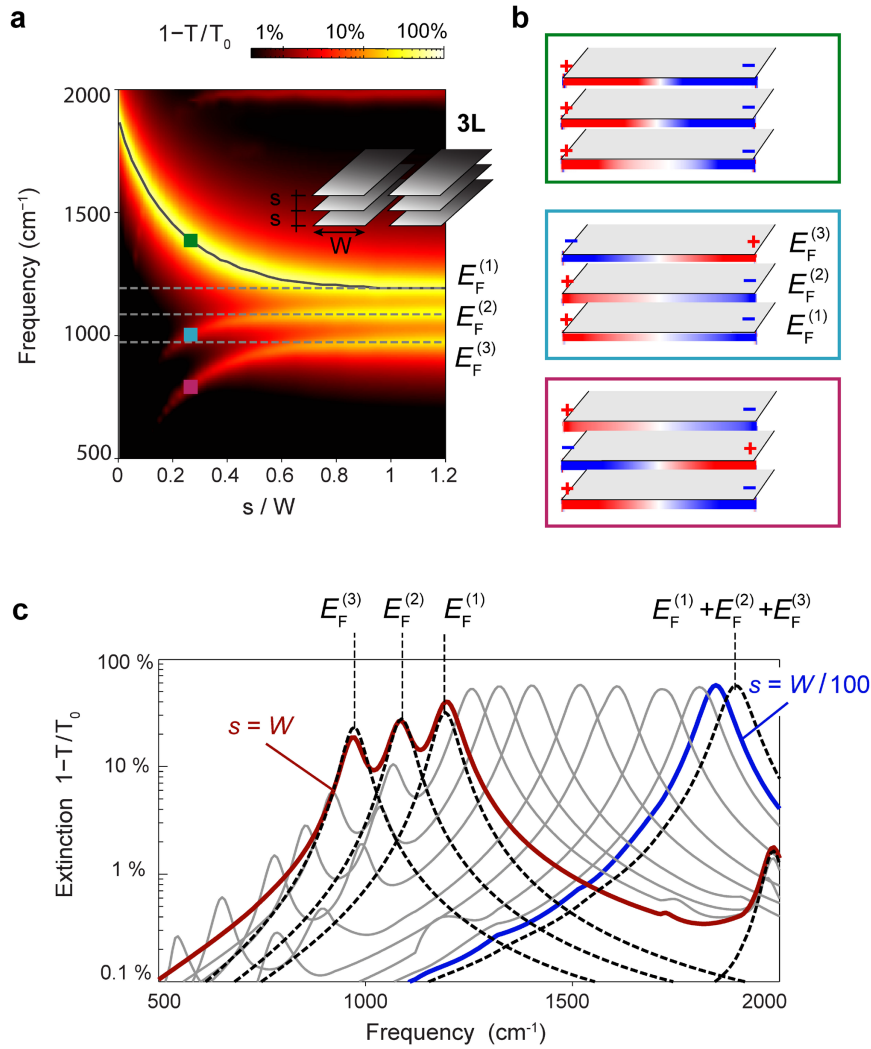 a
1−T/T0
1% 10% 100%
2000
1500
1000
500
Frequency (cm−1)
3L
s
s
W
EF(1)
EF(2)
EF(3)
0 0.2 0.4 0.6 0.8 1 1.2
s / W
b
+ −
+ −
+ −
− + EF(3)
+ − EF(2)
+ − EF(1)
+ −
− +
+ −
c
EF(3) EF(2) EF(1) EF(1) +EF(2) +EF(3)
100 %
10 %
1 %
0.1 %
Extinction 1−T/T0
s = W
s = W / 100
500 1000 1500 2000
Frequency (cm-1)